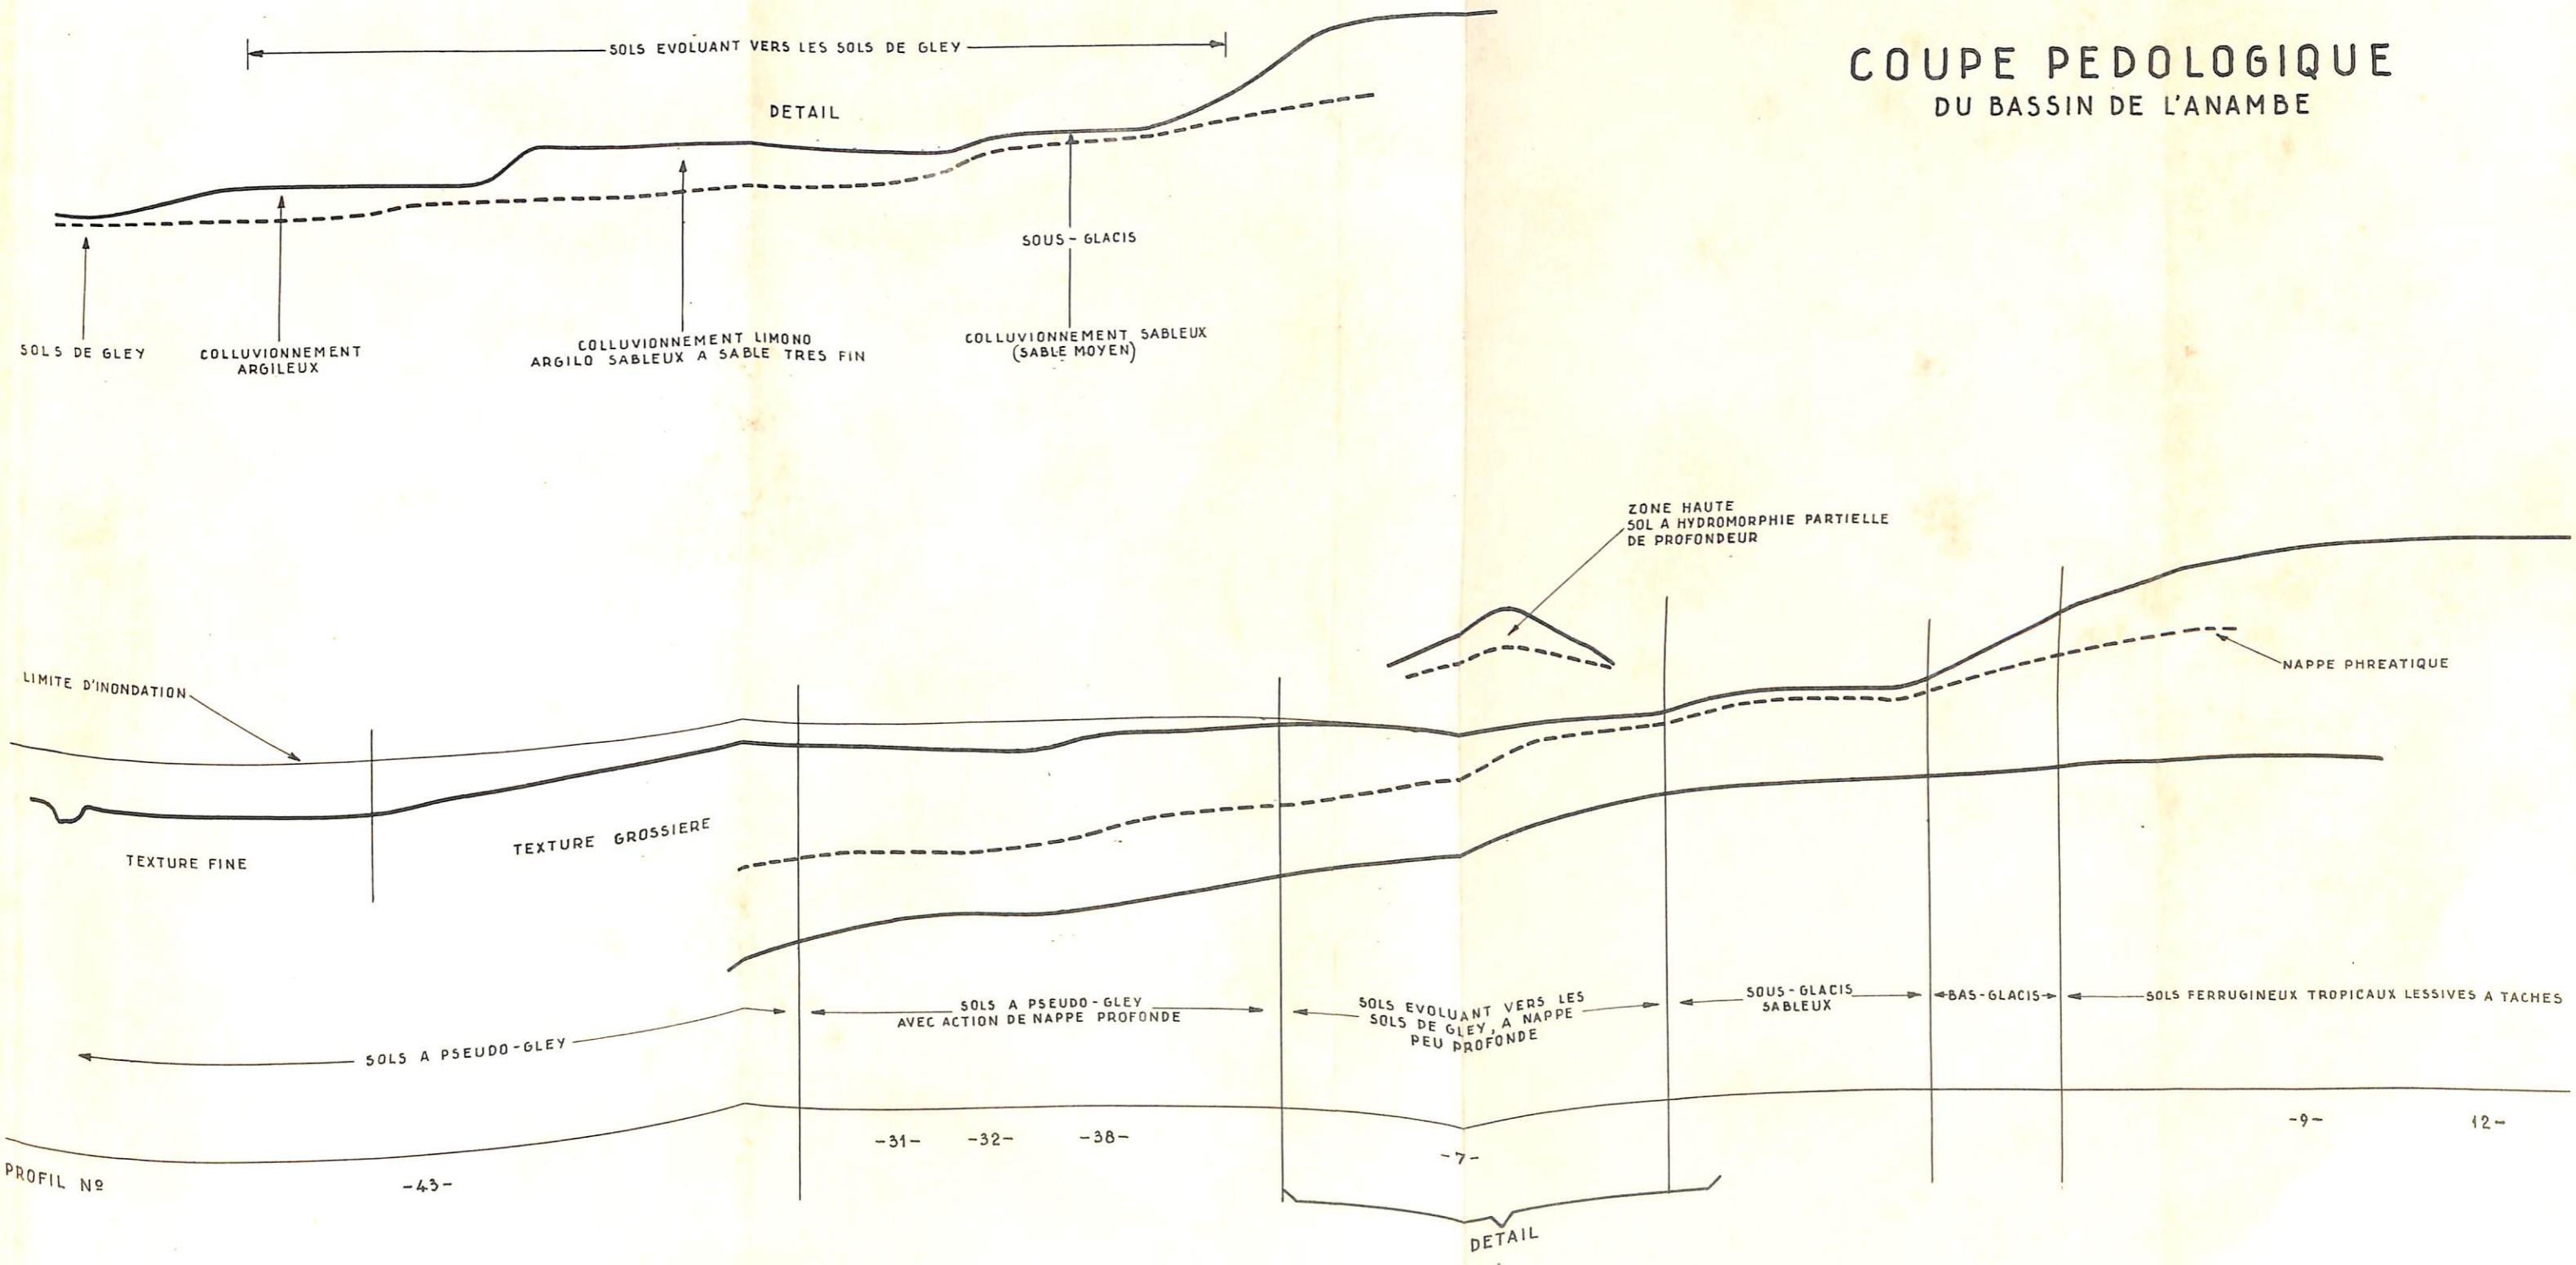 COUPE PEDOLOGIQUE
DU BASSIN DE L'ANAMBE
SOLS EVOLUANT VERS LES SOLS DE GLEY
DETAIL
SOUS-GLACIS
SOLS DE GLEY
COLLUVIONNEMENT
ARGILEUX
COLLUVIONNEMENT LIMONO
ARGILO SABLEUX A SABLE TRES FIN
COLLUVIONNEMENT SABLEUX
(SABLE MOYEN)
ZONE HAUTE
SOL A HYDROMORPHIE PARTIELLE
DE PROFONDEUR
LIMITE D'INONDATION
NAPPE PHREATIQUE
TEXTURE FINE
TEXTURE GROSSIERE
SOLS A PSEUDO-GLEY
SOLS A PSEUDO-GLEY
AVEC ACTION DE NAPPE PROFONDE
SOLS EVOLUANT VERS LES
SOLS DE GLEY, A NAPPE
PEU PROFONDE
SOUS-GLACIS
SABLEUX
BAS-GLACIS
SOLS FERRUGINEUX TROPICAUX LESSIVES A TACHES
PROFIL Nº
-43-
-31-
-32-
-38-
-7-
-9-
12-
DETAIL